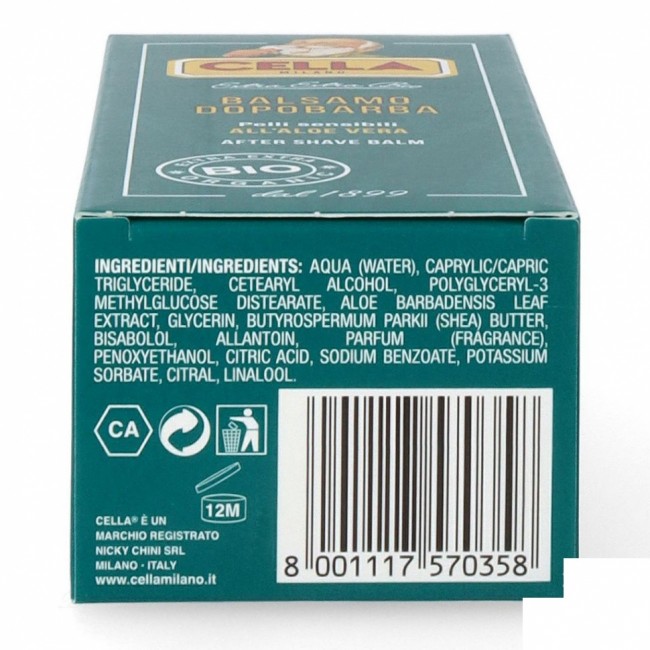 CELLA
MILANO
Extra Extra Bio
BALSAMO
DOPOBARBA
Pelli sensibili
ALL'ALOE VERA
AFTER SHAVE BALM
EXTRA EXTRA
BIO
ORGANIC
dal 1899
INGREDIENTI/INGREDIENTS: AQUA (WATER), CAPRYLIC/CAPRIC
TRIGLYCERIDE, CETEARYL ALCOHOL, POLYGLYCERYL-3
METHYLGLUCOSE DISTEARATE, ALOE BARBADENSIS LEAF
EXTRACT, GLYCERIN, BUTYROSPERMUM PARKII (SHEA) BUTTER,
BISABOLOL, ALLANTOIN, PARFUM (FRAGRANCE),
PENOXYETHANOL, CITRIC ACID, SODIUM BENZOATE, POTASSIUM
SORBATE, CITRAL, LINALOOL.
CA
12M
CELLA® È UN
MARCHIO REGISTRATO
NICKY CHINI SRL
MILANO · ITALY
www.cellamilano.it
8 001117 570358